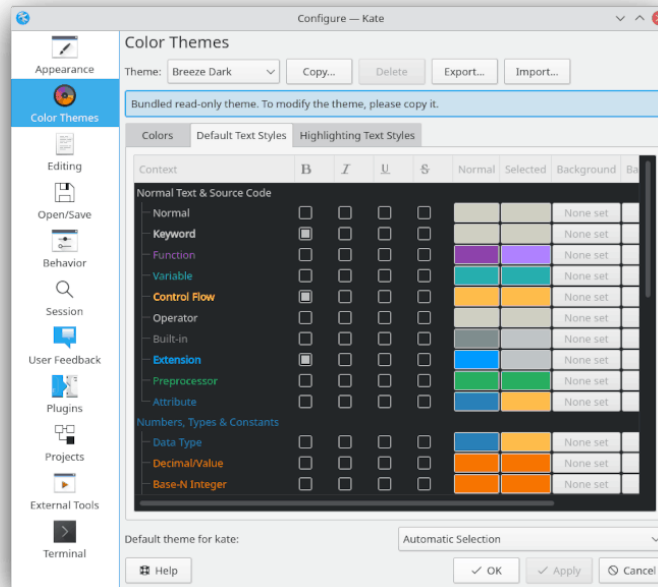 Configure — Kate
Appearance
Color Themes
Editing
Open/Save
Behavior
Session
User Feedback
Plugins
Projects
External Tools
Terminal
Color Themes
Theme: Breeze Dark Copy... Delete Export... Import...
Bundled read-only theme. To modify the theme, please copy it.
Colors Default Text Styles Highlighting Text Styles
Context B I U S Normal Selected Background Ba
Normal Text & Source Code
Normal None set
Keyword None set
Function None set
Variable None set
Control Flow None set
Operator None set
Built-in None set
Extension None set
Preprocessor None set
Attribute None set
Numbers, Types & Constants
Data Type None set
Decimal/Value None set
Base-N Integer None set
Default theme for kate: Automatic Selection
Help OK Apply Cancel